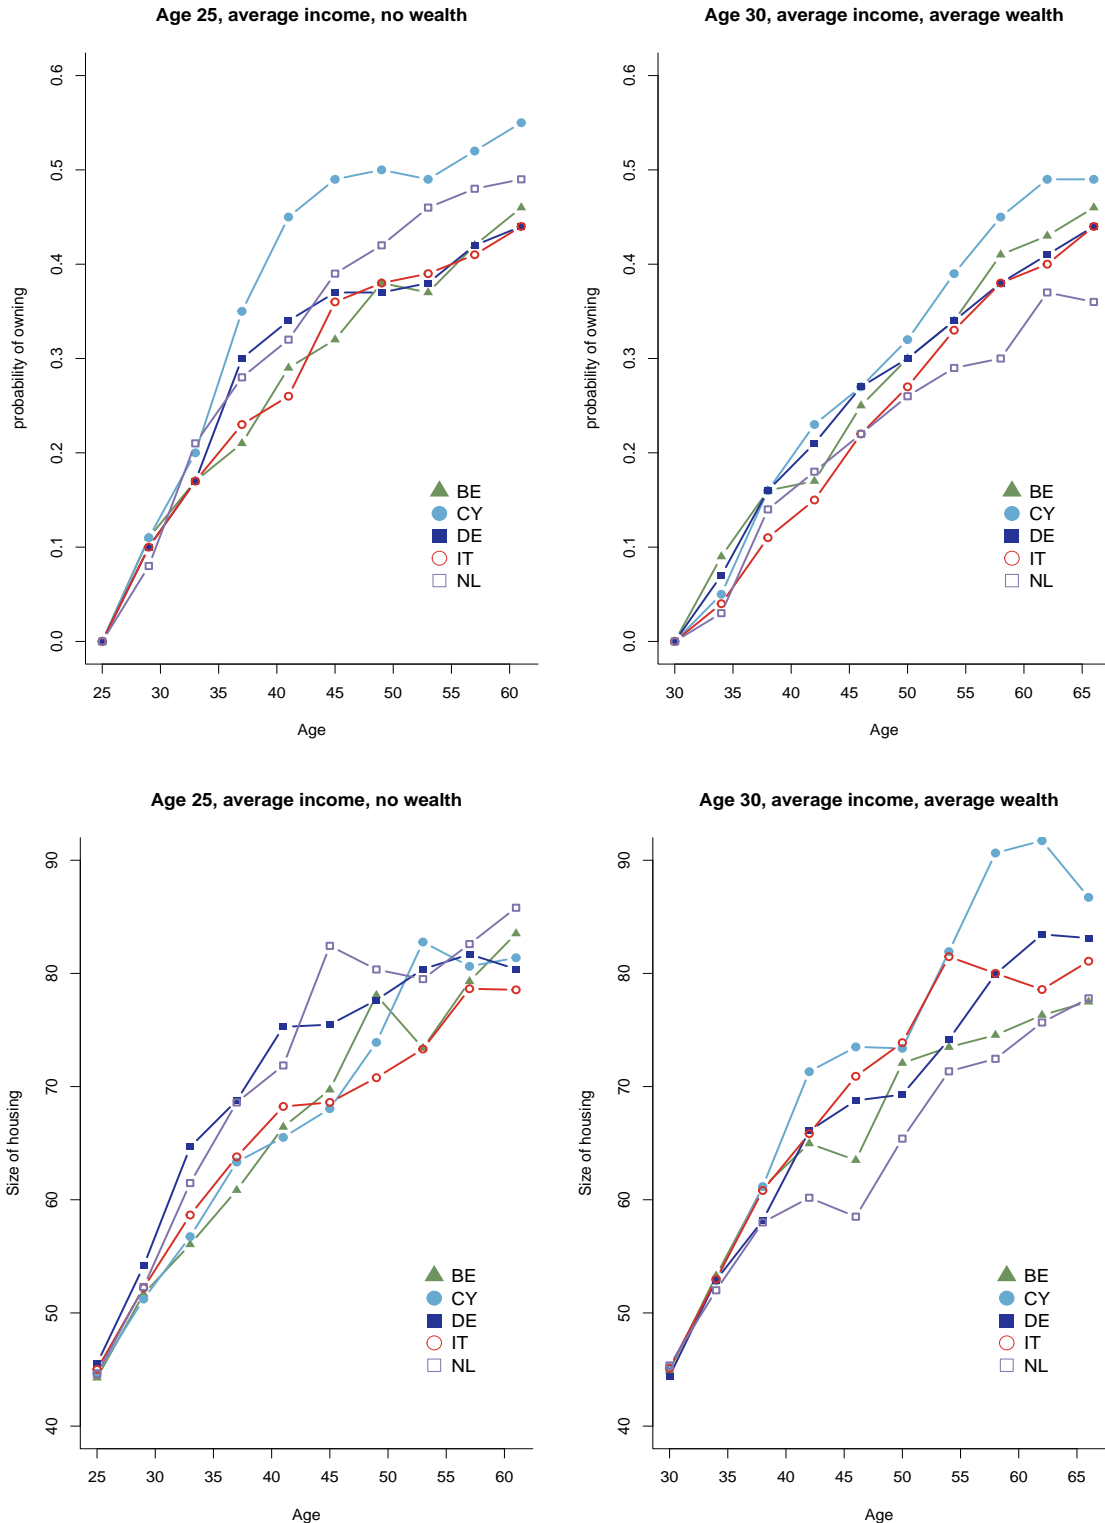 Age 25, average income, no wealth
probability of owning
0.6
0.5
0.4
0.3
0.2
0.1
0.0
BE
CY
DE
IT
NL
25 30 35 40 45 50 55 60
Age
Age 30, average income, average wealth
probability of owning
0.6
0.5
0.4
0.3
0.2
0.1
0.0
BE
CY
DE
IT
NL
30 35 40 45 50 55 60 65
Age
Age 25, average income, no wealth
Size of housing
90
80
70
60
50
40
BE
CY
DE
IT
NL
25 30 35 40 45 50 55 60
Age
Age 30, average income, average wealth
Size of housing
90
80
70
60
50
40
BE
CY
DE
IT
NL
30 35 40 45 50 55 60 65
Age